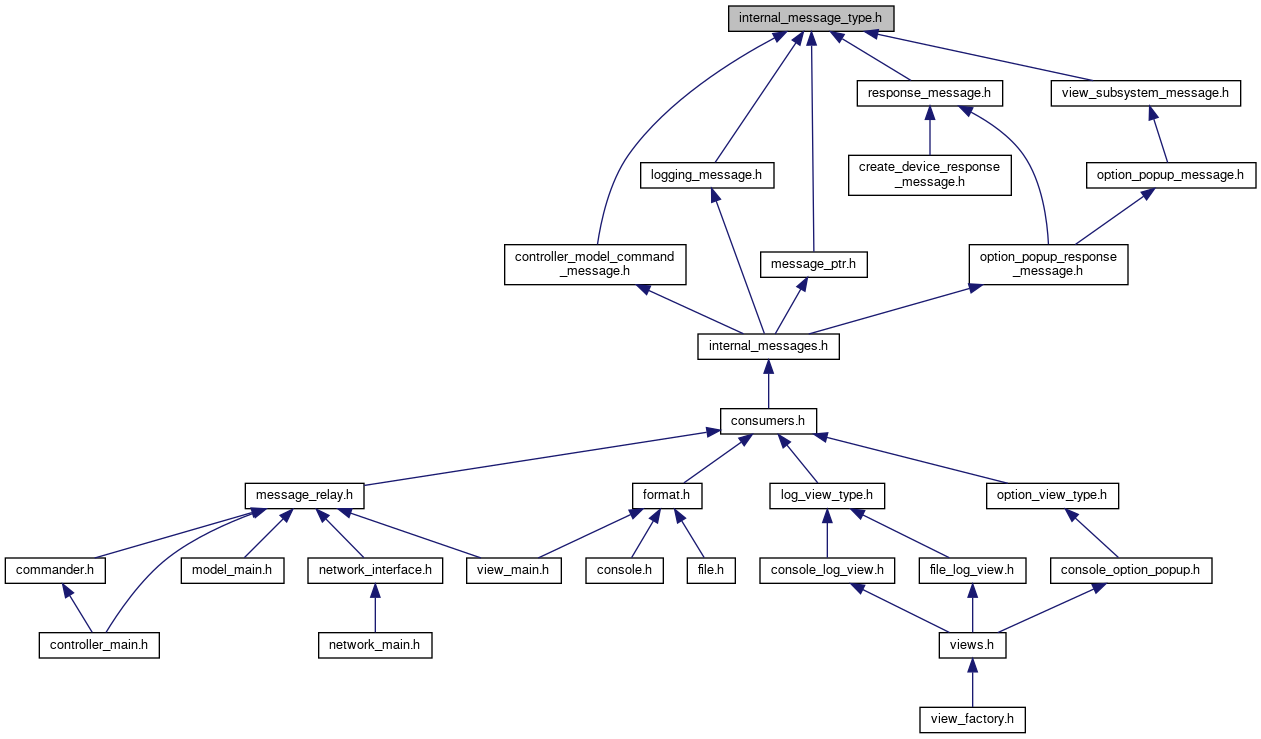 internal_message_type.h
response_message.h
view_subsystem_message.h
logging_message.h
create_device_response
_message.h
option_popup_message.h
controller_model_command
_message.h
message_ptr.h
option_popup_response
_message.h
internal_messages.h
consumers.h
message_relay.h
format.h
log_view_type.h
option_view_type.h
commander.h
model_main.h
network_interface.h
view_main.h
console.h
file.h
console_log_view.h
file_log_view.h
console_option_popup.h
controller_main.h
network_main.h
views.h
view_factory.h